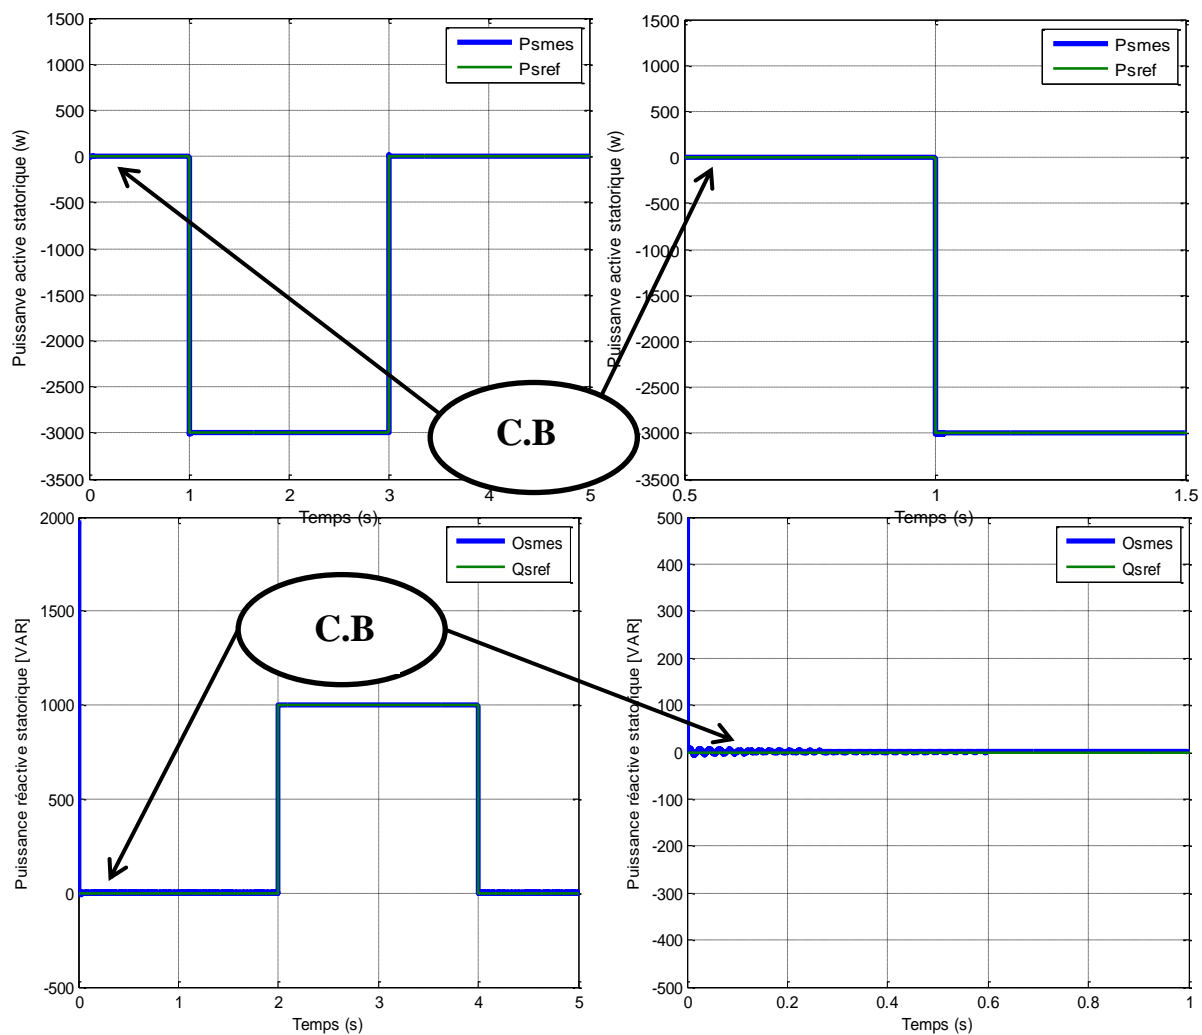 1500
1000
500
0
-500
-1000
-1500
-2000
-2500
-3000
-3500
0 1 2 3 4 5
Puissanve active statorique (w)
Temps (s)
Psmes
Psref
1500
1000
500
0
-500
-1000
-1500
-2000
-2500
-3000
-3500
0.5 1 1.5
Puissanve active statorique (w)
Temps (s)
Psmes
Psref
C.B
2000
1500
1000
500
0
-500
0 1 2 3 4 5
Puissance réactive statorique [VAR]
Temps (s)
Qsmes
Qsref
C.B
500
400
300
200
100
0
-100
-200
-300
-400
-500
0 0.2 0.4 0.6 0.8 1
Puissance réactive statorique [VAR]
Temps (s)
Qsmes
Qsref